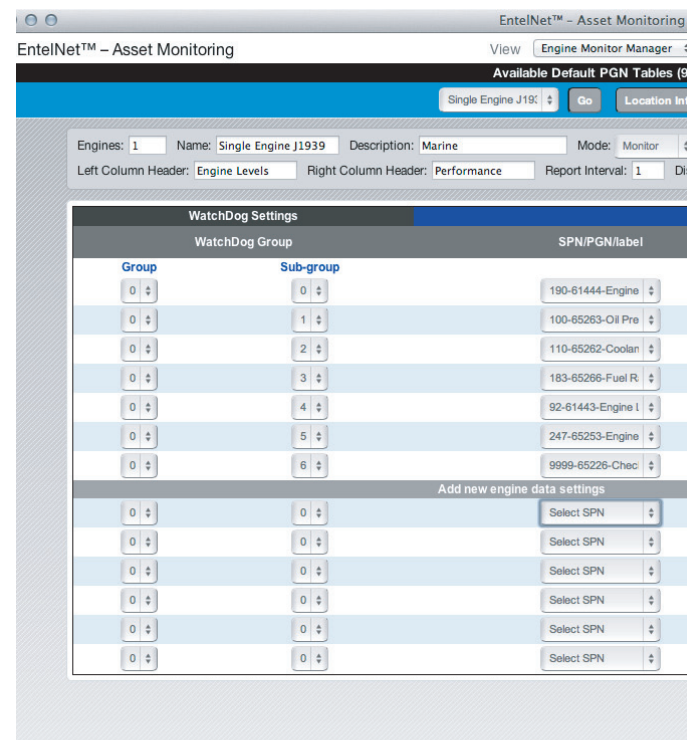 EntelNet™ – Asset Monitoring
EntelNet™ – Asset Monitoring View Engine Monitor Manager
Available Default PGN Tables (9
Single Engine J193 Go Location Inf
Engines: 1 Name: Single Engine J1939 Description: Marine Mode: Monitor
Left Column Header: Engine Levels Right Column Header: Performance Report Interval: 1 Di
WatchDog Settings
WatchDog Group SPN/PGN/label
Group Sub-group
0 0 190-61444-Engine
0 1 100-65263-Oil Pre
0 2 110-65262-Coolan
0 3 183-65266-Fuel R
0 4 92-61443-Engine L
0 5 247-65253-Engine
0 6 9999-65226-Chec
Add new engine data settings
0 0 Select SPN
0 0 Select SPN
0 0 Select SPN
0 0 Select SPN
0 0 Select SPN
0 0 Select SPN